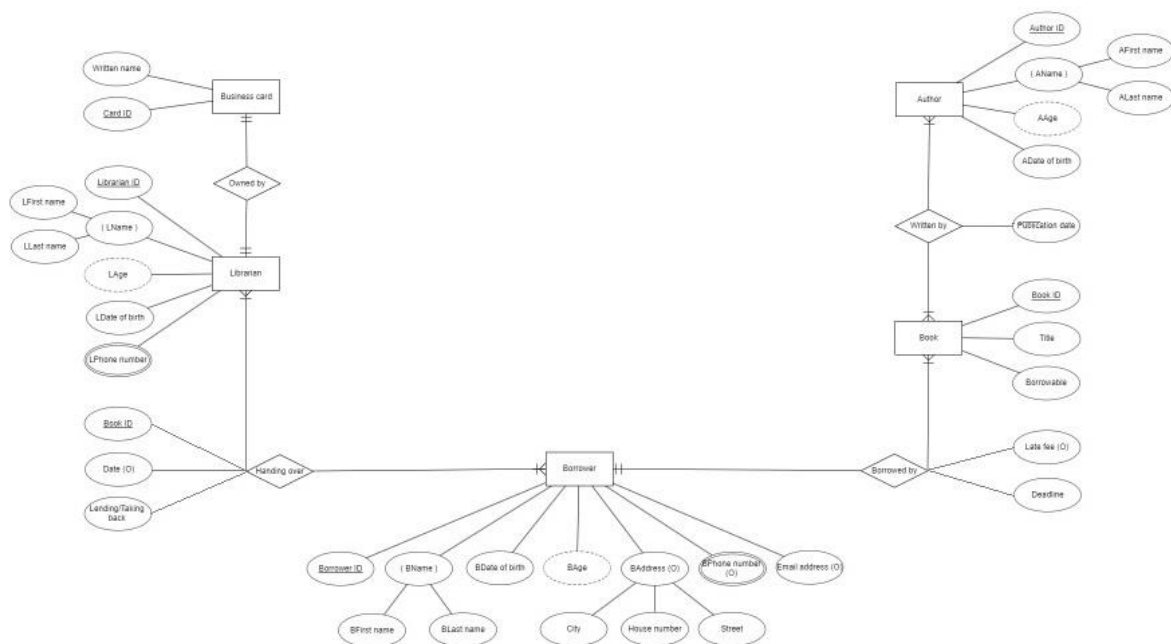 Author ID
AFirst name
Written name
( AName )
Business card
Author
ALast name
Card ID
AAge
ADate of birth
Librarian ID
Owned by
LFirst name
( LName )
Written by
LLast name
Librarian
LAge
Book ID
LDate of birth
Book
Title
LPhone number
Borrowable
Book ID
Late fee (O)
Date (O)
Handing over
Borrower
Borrowed by
Deadline
Lending/Taking
back
Borrower ID
( BName )
BDate of birth
BAge
BAddress (O)
BPhone number
(O)
Email address (O)
BFirst name
BLast name
City
House number
Street